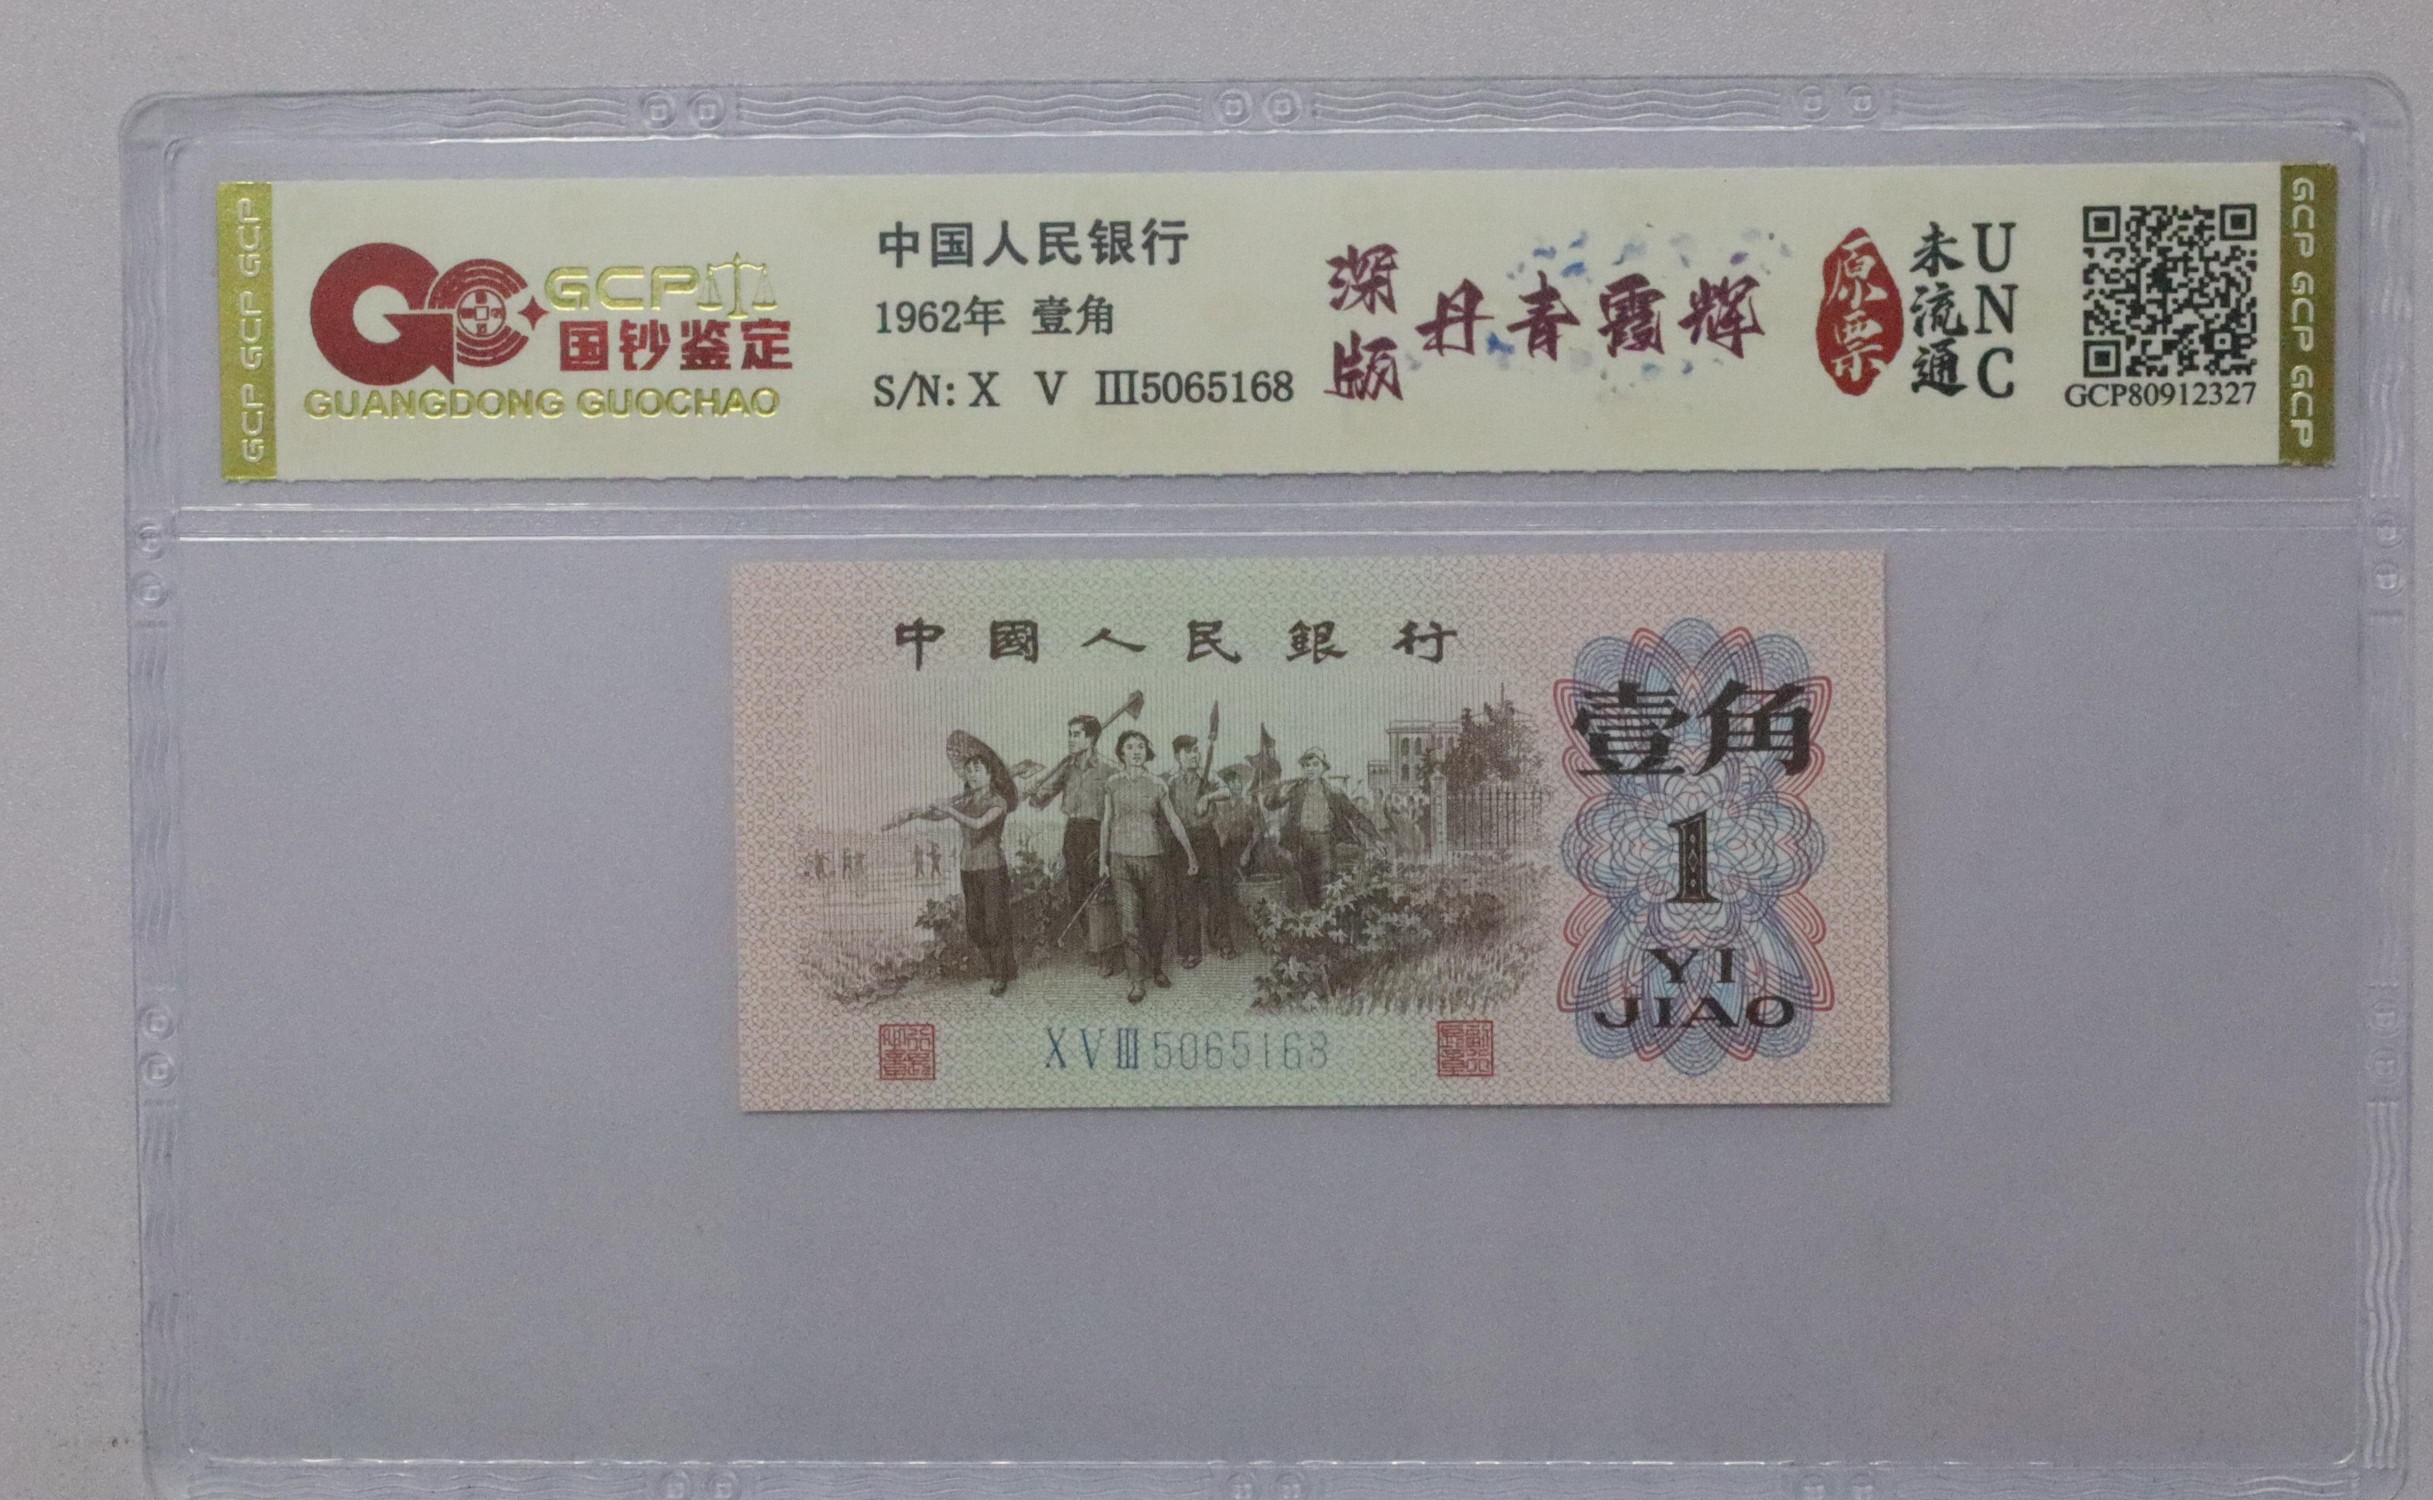 GCP GCP GCP
GCP
国钞鉴定
GUANGDONG GUOCHAO
中国人民银行
1962年 壹角
S/N: X V III5065168
深版
丹青霞辉
原票
未流通
UNC
GCP80912327
GCP GCP GCP
中國人民銀行
壹角
1
YI
JIAO
X V III 5065168